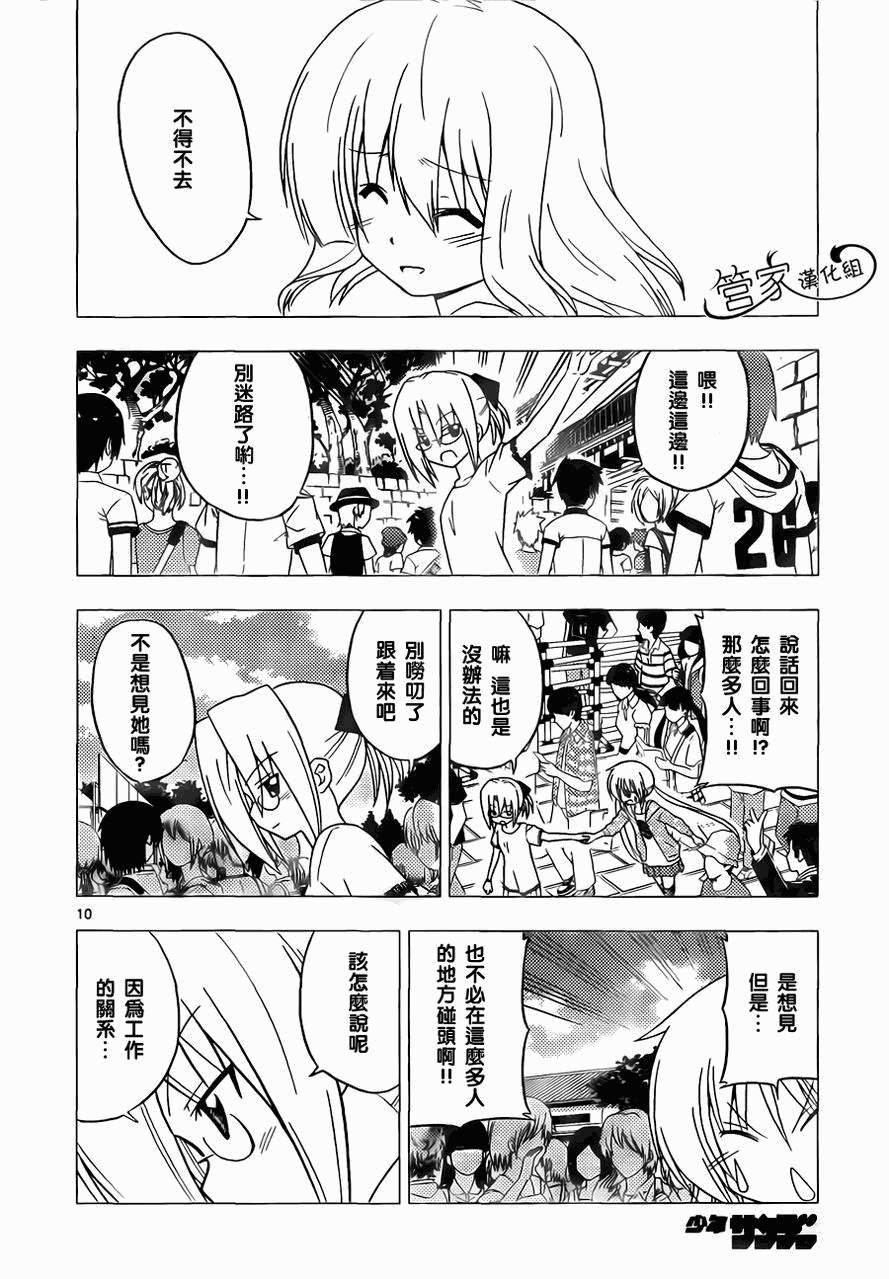 不得不去
管家漢化組
喂!!
這邊這邊!!
別迷路了喲…!!
26
說話回來
怎麼回事啊!?
那麼多人…!!
嘛 這也是
沒辦法的
別嘮叨了
跟着來吧
不是想見她嗎?
10
是想見
但是…
也不必在這麼多人
的地方碰頭啊!!
該怎麼說呢
因為工作
的關系…
少年サンデー